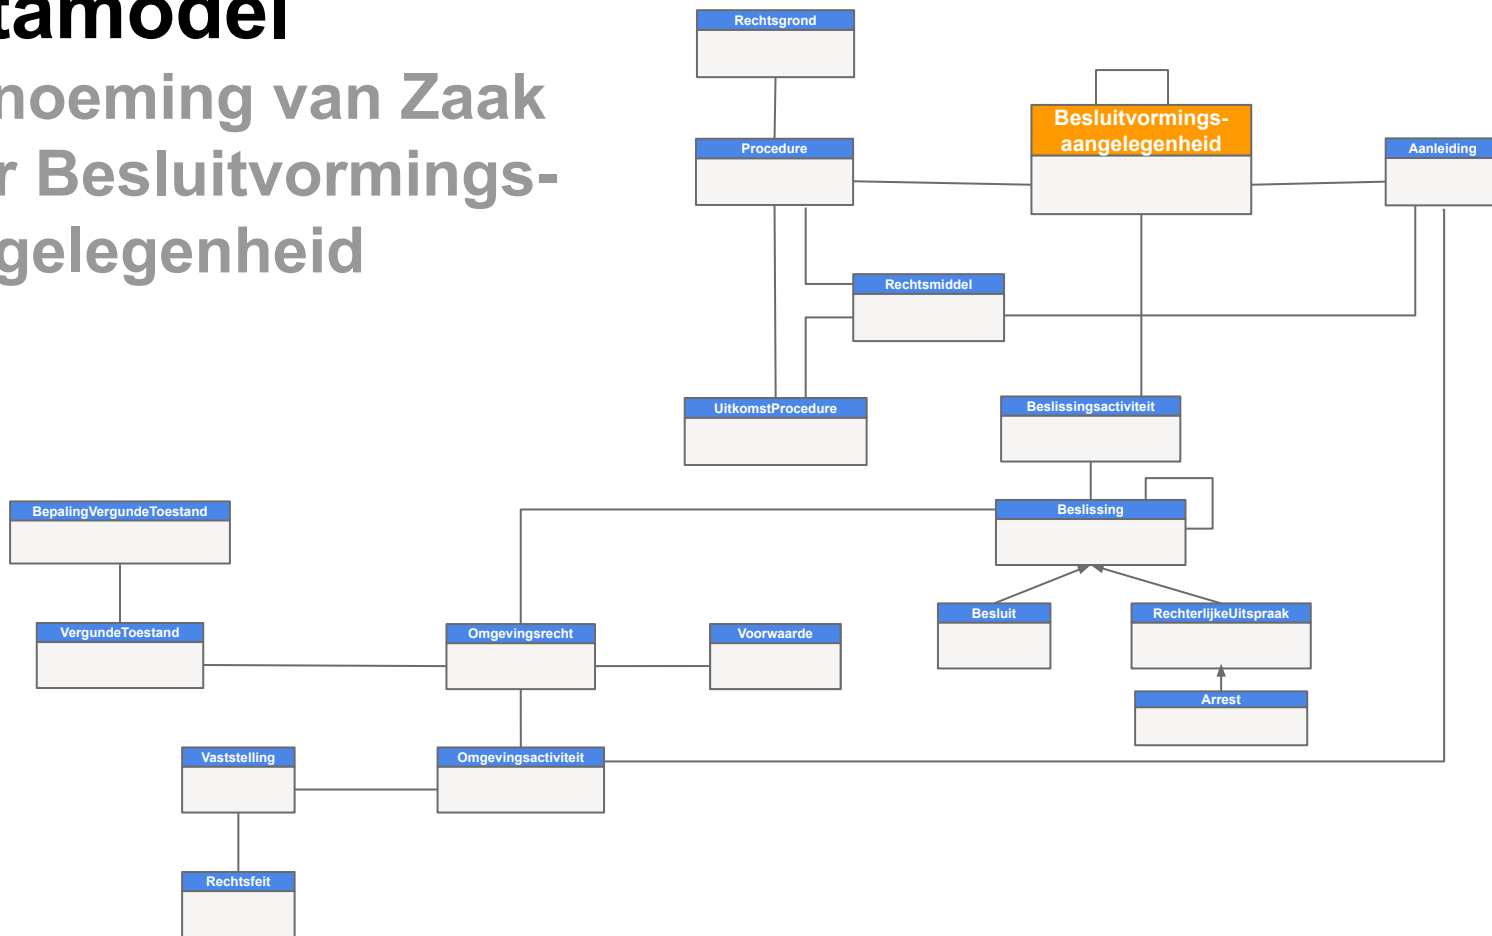 tamodel
noeming van Zaak
r Besluitvormings-
gelegenheid
Rechtsgrond
Besluitvormings-
aangelegenheid
Procedure
Aanleiding
Rechtsmiddel
UitkomstProcedure
Beslissingsactiviteit
Beslissing
BepalingVergundeToestand
Besluit
RechterlijkeUitspraak
VergundeToestand
Omgevingsrecht
Voorwaarde
Arrest
Vaststelling
Omgevingsactiviteit
Rechtsfeit